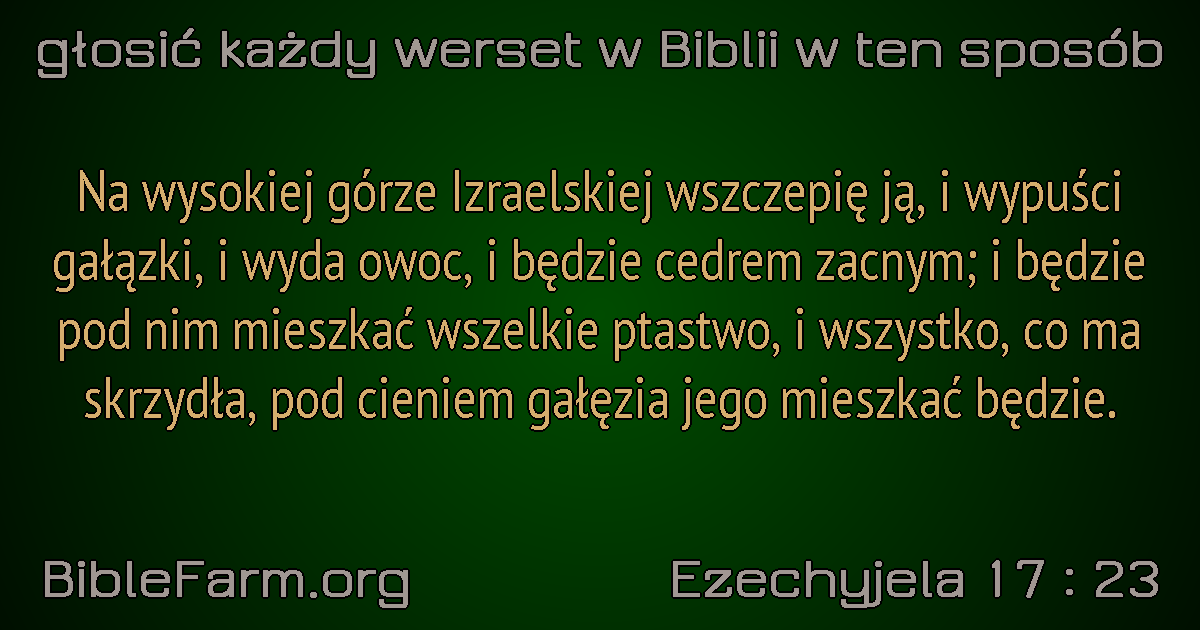 głosić każdy werset w Biblii w ten sposób
Na wysokiej górze Izraelskiej wszczepię ją, i wypuści
gałązki, i wyda owoc, i będzie cedrem zacnym; i będzie
pod nim mieszkać wszelkie ptastwo, i wszystko, co ma
skrzydła, pod cieniem gałęzia jego mieszkać będzie.
BibleFarm.org
Ezechyjela 17 : 23